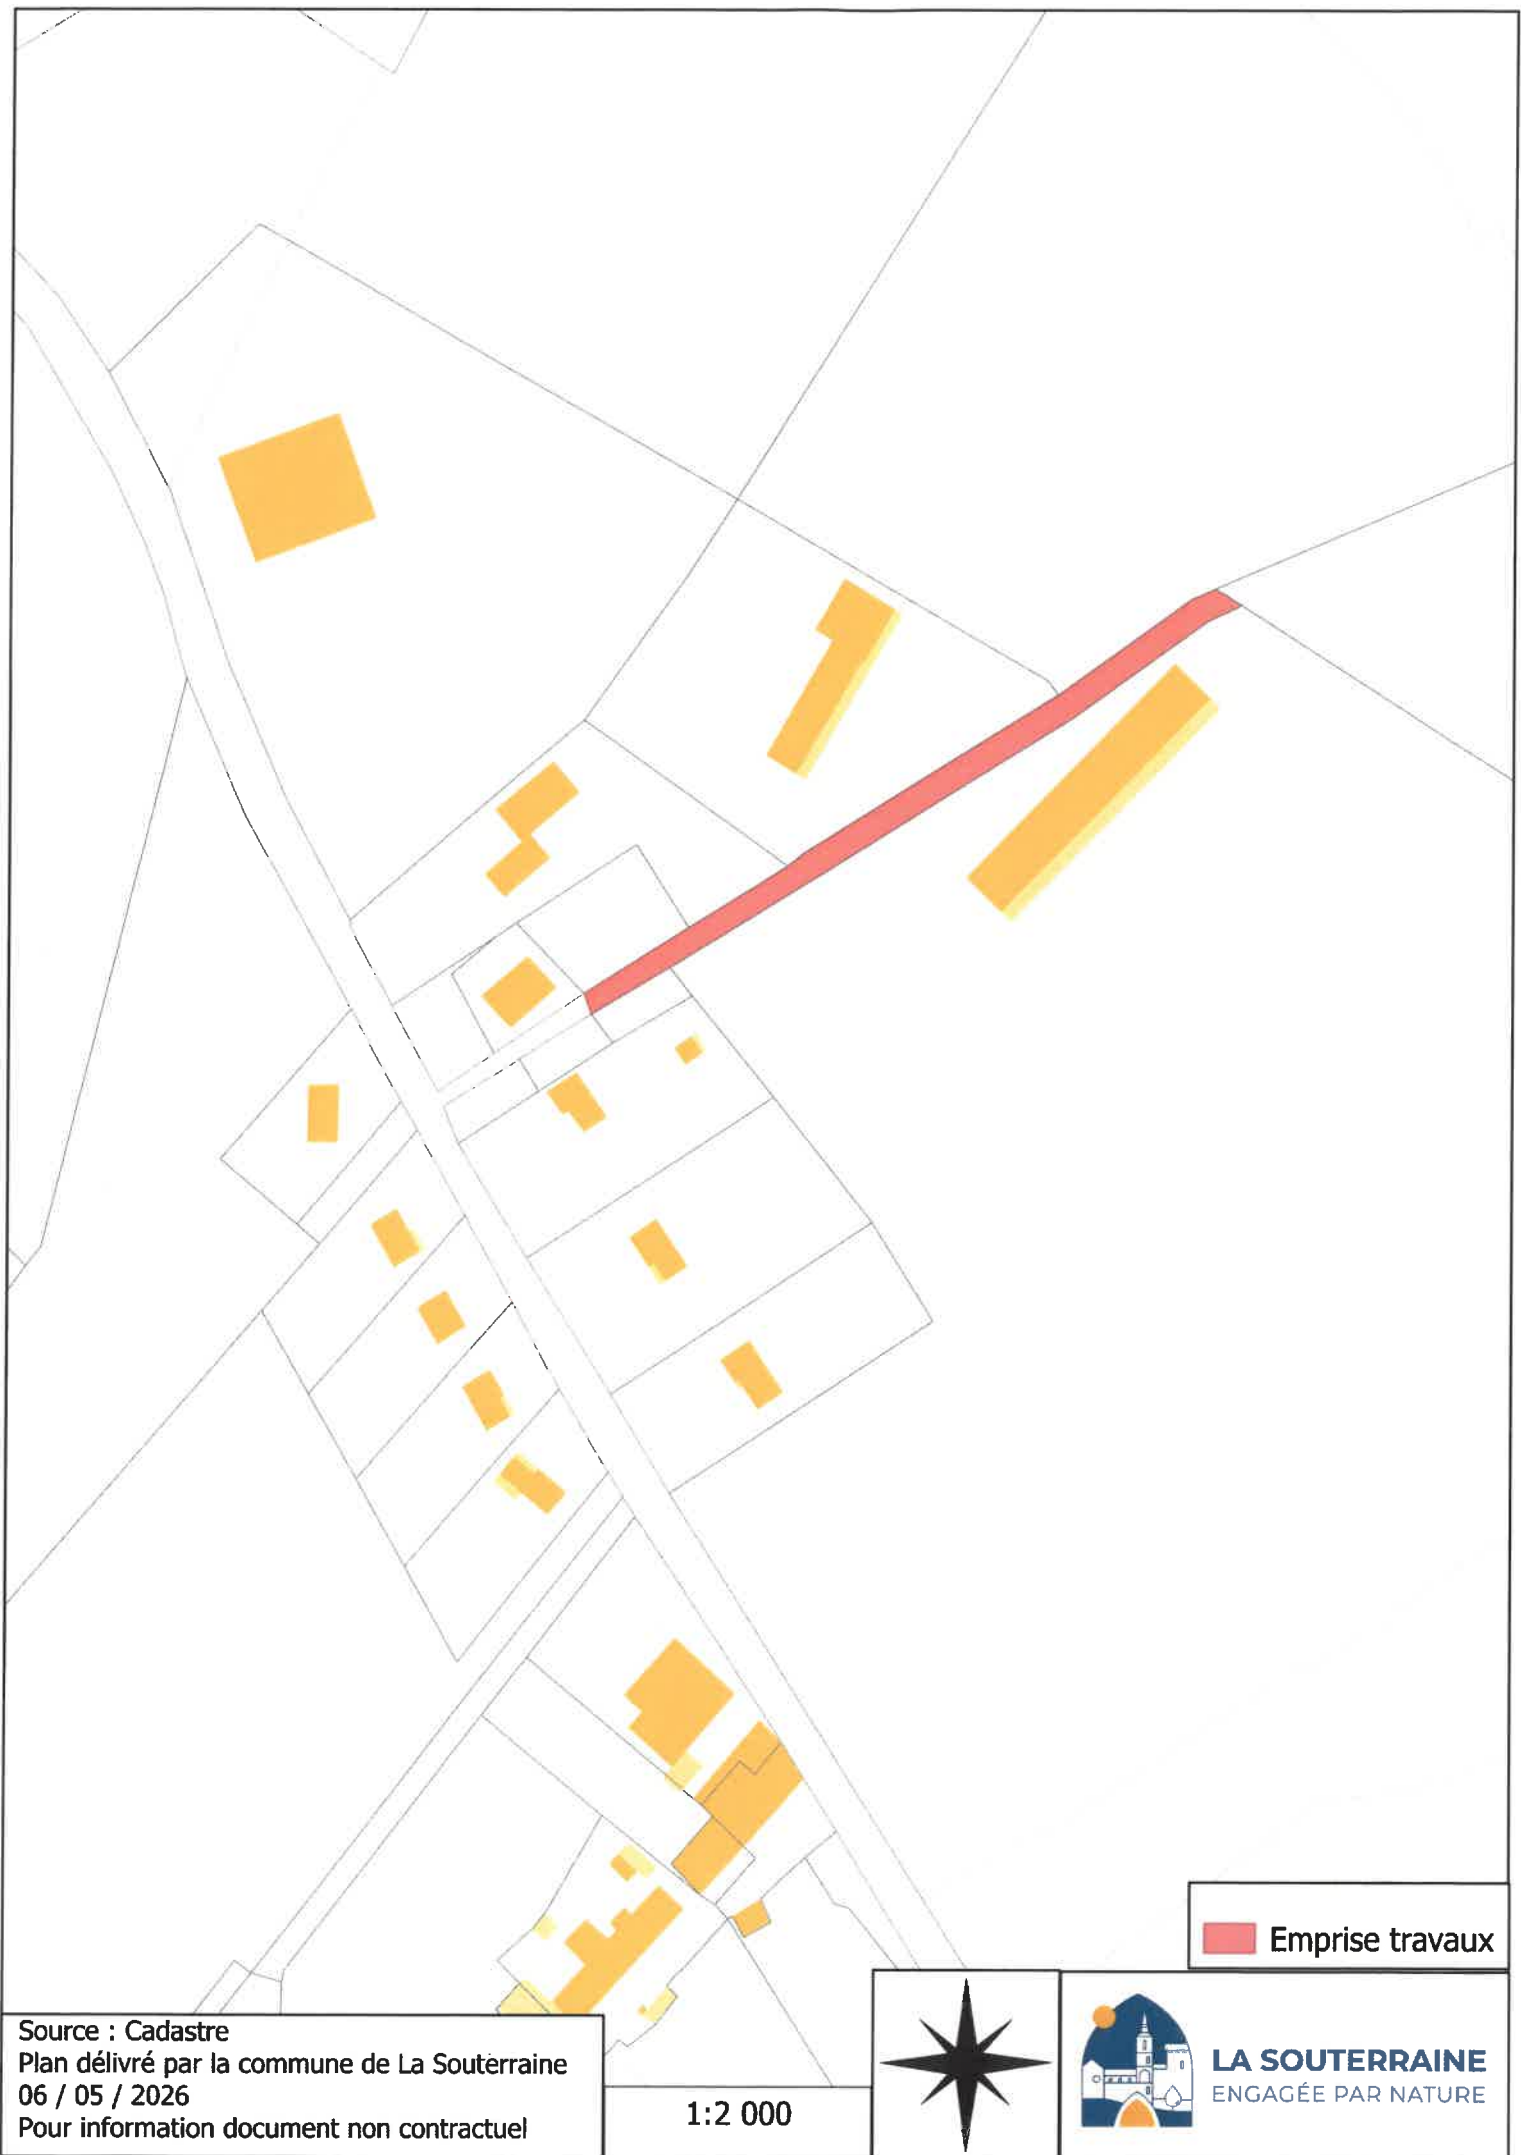 Emprise travaux
Source : Cadastre
Plan délivré par la commune de La Souterraine
06 / 05 / 2026
Pour information document non contractuel
1:2 000
LA SOUTERRAINE
ENGAGÉE PAR NATURE